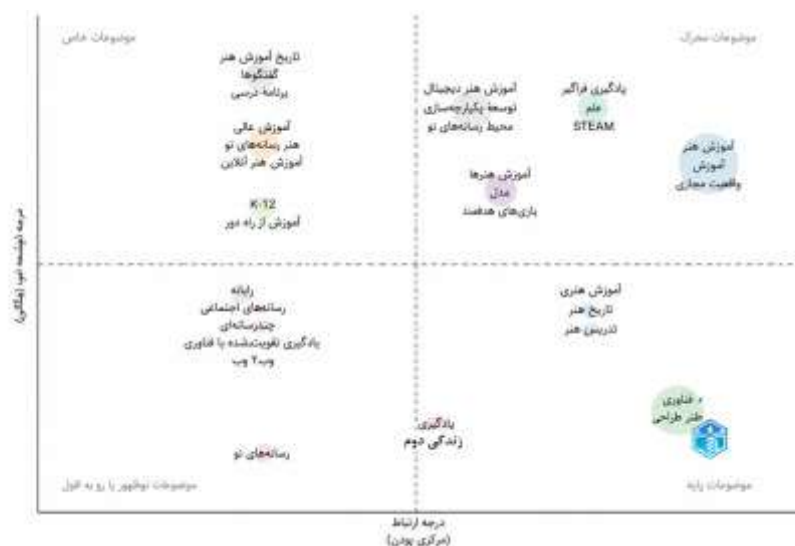 موضوعات خاص
موضوعات محرک
تاریخ آموزش هنر
گفتگوها
برنامهٔ درسی
آموزش عالی
هنر رسانه‌های نو
آموزش هنر آنلاین
K-12
آموزش از راه دور
آموزش هنر دیجیتال
توسعهٔ یکپارچه‌سازی
محیط رسانه‌های نو
یادگیری فراگیر
علم
STEAM
آموزش هنر
آموزش
واقعیت مجازی
آموزش هنرها
مدل
بازی‌های هدفمند
درجه توسعه
(چگالی)
رایانه
رسانه‌های اجتماعی
چندرسانه‌ای
یادگیری تقویت‌شده با فناوری
وب۲ وب
رسانه‌های نو
آموزش هنری
تاریخ هنر
تدریس هنر
یادگیری
زندگی دوم
فناوری
طراحی
موضوعات نوظهور یا رو به افول
موضوعات پایه
درجه ارتباط
(مرکزی بودن)